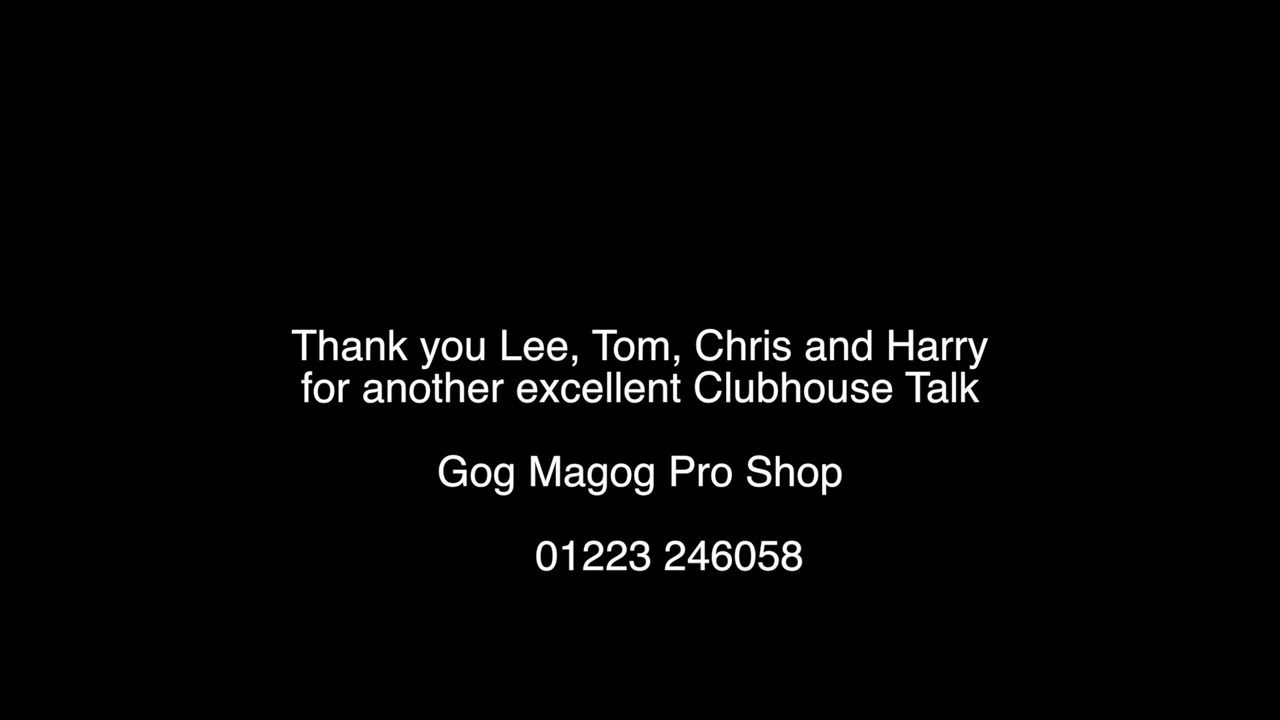 Thank you Lee, Tom, Chris and Harry
for another excellent Clubhouse Talk
Gog Magog Pro Shop
01223 246058